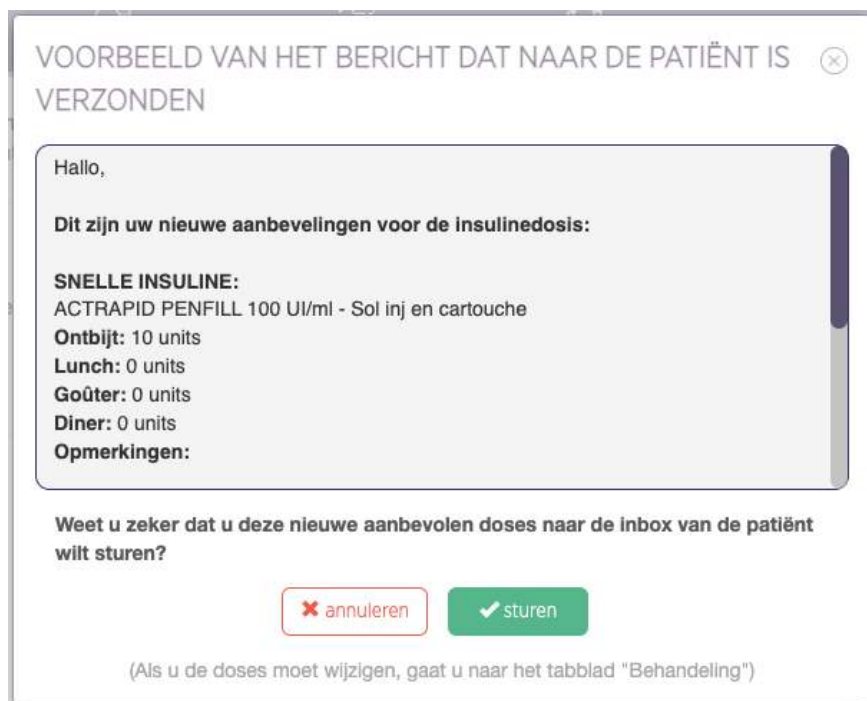 VOORBEELD VAN HET BERICHT DAT NAAR DE PATIËNT IS
VERZONDEN
Hallo,
Dit zijn uw nieuwe aanbevelingen voor de insulinedosis:
SNELLE INSULINE:
ACTRAPID PENFILL 100 UI/ml - Sol inj en cartouche
Ontbijt: 10 units
Lunch: 0 units
Goûter: 0 units
Diner: 0 units
Opmerkingen:
Weet u zeker dat u deze nieuwe aanbevolen doses naar de inbox van de patiënt
wilt sturen?
annuleren
sturen
(Als u de doses moet wijzigen, gaat u naar het tabblad "Behandeling")